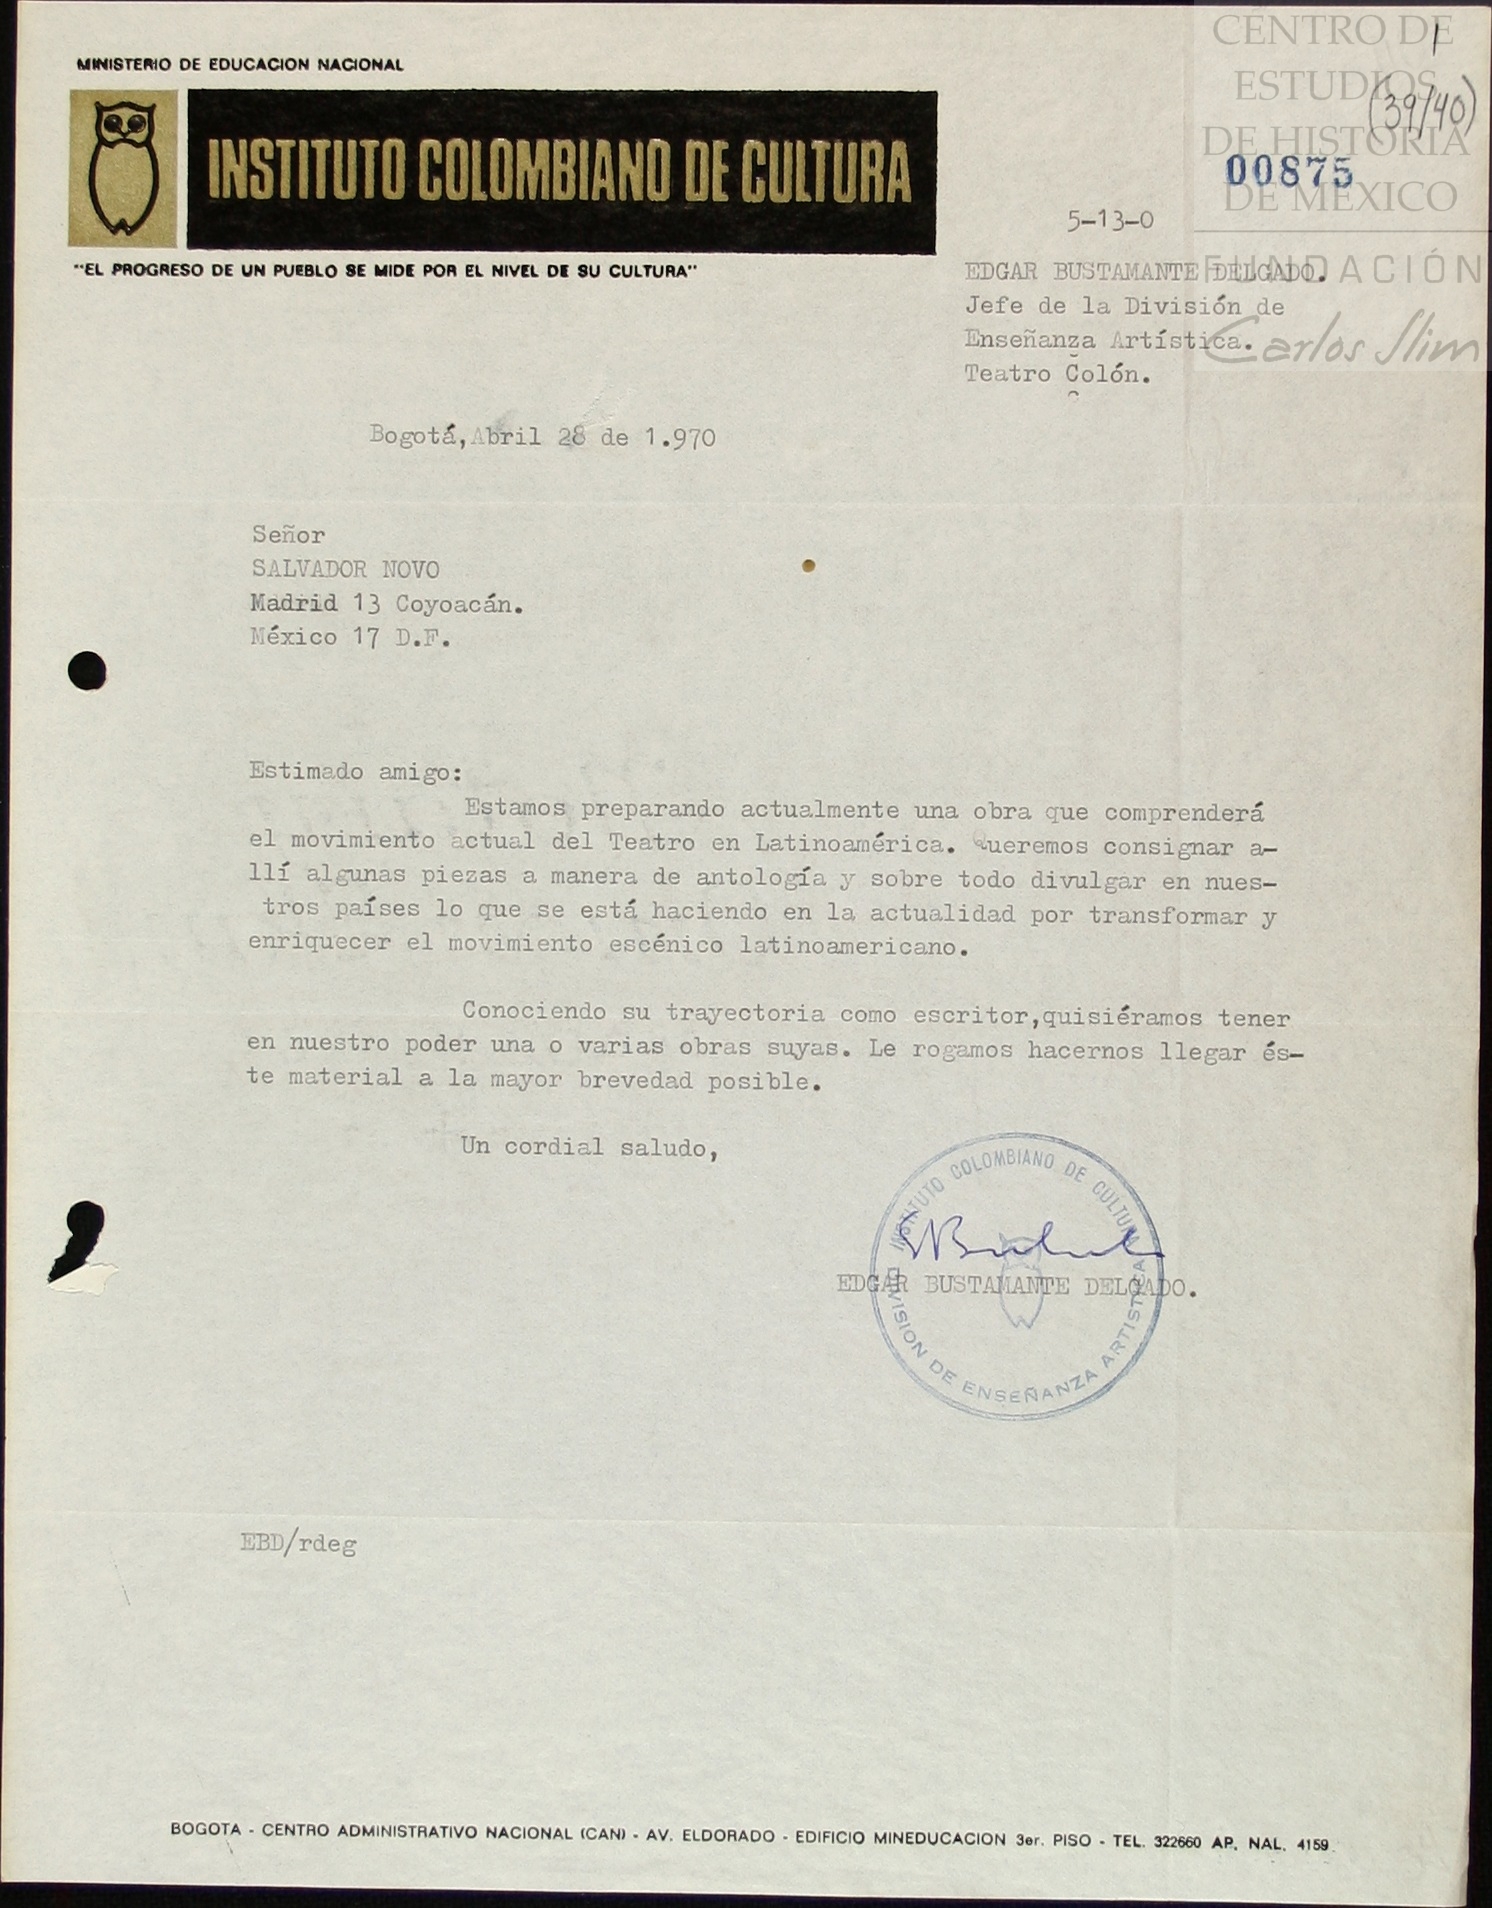 CENTRO DE
ESTUDIOS
DE HISTORIA
DE MÉXICO
FUNDACIÓN
Carlos Slim
1
(39/40)
MINISTERIO DE EDUCACION NACIONAL
INSTITUTO COLOMBIANO DE CULTURA
"EL PROGRESO DE UN PUEBLO SE MIDE POR EL NIVEL DE SU CULTURA"
00875
5-13-0
EDGAR BUSTAMANTE DELGADO.
Jefe de la División de
Enseñanza Artística.
Teatro Colón.
Bogotá, Abril 28 de 1.970
Señor
SALVADOR NOVO
Madrid 13 Coyoacán.
México 17 D.F.
Estimado amigo:
Estamos preparando actualmente una obra que comprenderá
el movimiento actual del Teatro en Latinoamérica. Queremos consignar a-
llí algunas piezas a manera de antología y sobre todo divulgar en nues-
tros países lo que se está haciendo en la actualidad por transformar y
enriquecer el movimiento escénico latinoamericano.
Conociendo su trayectoria como escritor,quisiéramos tener
en nuestro poder una o varias obras suyas. Le rogamos hacernos llegar és-
te material a la mayor brevedad posible.
Un cordial saludo,
INSTITUTO COLOMBIANO DE CULTURA
EDGAR BUSTAMANTE DELGADO.
DIVISION DE ENSEÑANZA ARTISTICA
EBD/rdeg
BOGOTA - CENTRO ADMINISTRATIVO NACIONAL (CAN) - AV. ELDORADO - EDIFICIO MINEDUCACION 3er. PISO - TEL. 322660 AP. NAL. 4159